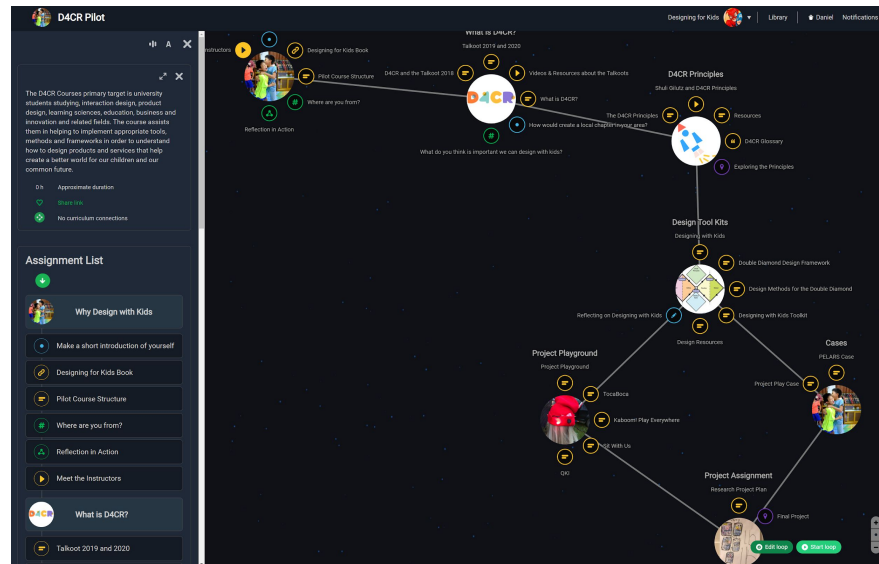 D4CR Pilot
Designing for Kids
Library
Daniel
Notifications
A
The D4CR Courses primary target is university
students studying, interaction design, product
design, learning sciences, education, business and
innovation and related fields. The course assists
them in helping to implement appropriate tools,
methods and frameworks in order to understand
how to design products and services that help
create a better world for our children and our
common future.
0 h Approximate duration
Share link
No curriculum connections
Assignment List
Why Design with Kids
Make a short introduction of yourself
Designing for Kids Book
Pilot Course Structure
# Where are you from?
Reflection in Action
Meet the Instructors
D4CR What is D4CR?
Talkoot 2019 and 2020
nstructors
Designing for Kids Book
Pilot Course Structure
# Where are you from?
Reflection in Action
What is D4CR?
Talkoot 2019 and 2020
D4CR and the Talkoot 2018
Videos & Resources about the Talkoots
D4CR
What is D4CR?
How would create a local chapter in your area?
#
What do you think is important we can design with kids?
D4CR Principles
Shuli Gilutz and D4CR Principles
The D4CR Principles
Resources
D4CR Glossary
Exploring the Principles
Design Tool Kits
Designing with Kids
Double Diamond Design Framework
Design Methods for the Double Diamond
Reflecting on Designing with Kids
Designing with Kids Toolkit
Design Resources
Project Playground
Project Playground
TocaBoca
Kaboom! Play Everywhere
Sit With Us
QKI
Cases
PELARS Case
Project Play Case
Project Assignment
Research Project Plan
Final Project
Edit loop
Start loop